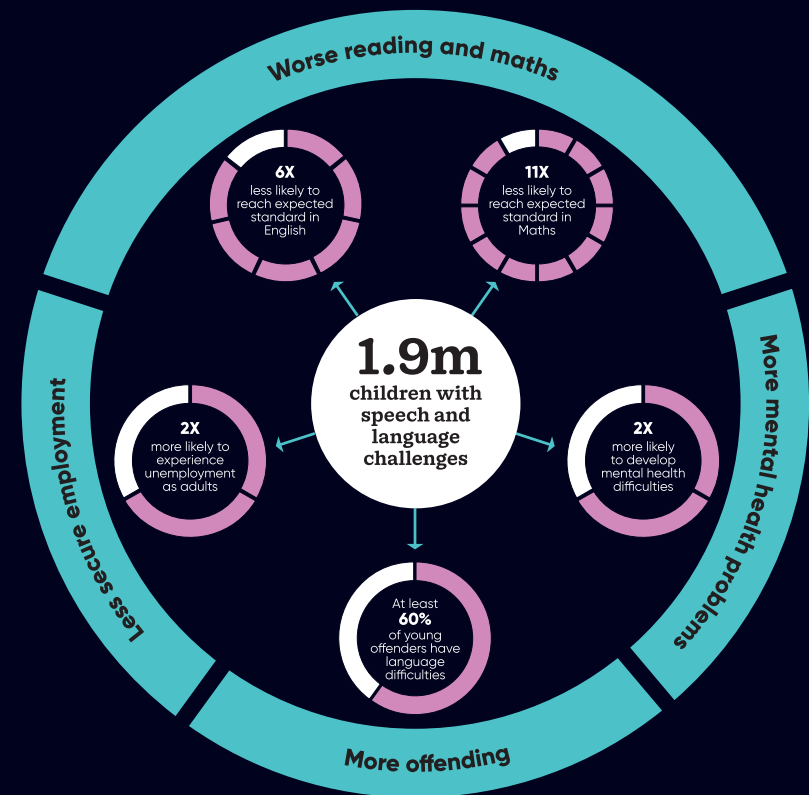 Worse reading and maths
6X
less likely to
reach expected
standard in
English
11X
less likely to
reach expected
standard in
Maths
1.9m
children with
speech and
language
challenges
2X
more likely to
experience
unemployment
as adults
2X
more likely
to develop
mental health
difficulties
Less secure employment
More mental health problems
At least
60%
of young
offenders have
language
difficulties
More offending